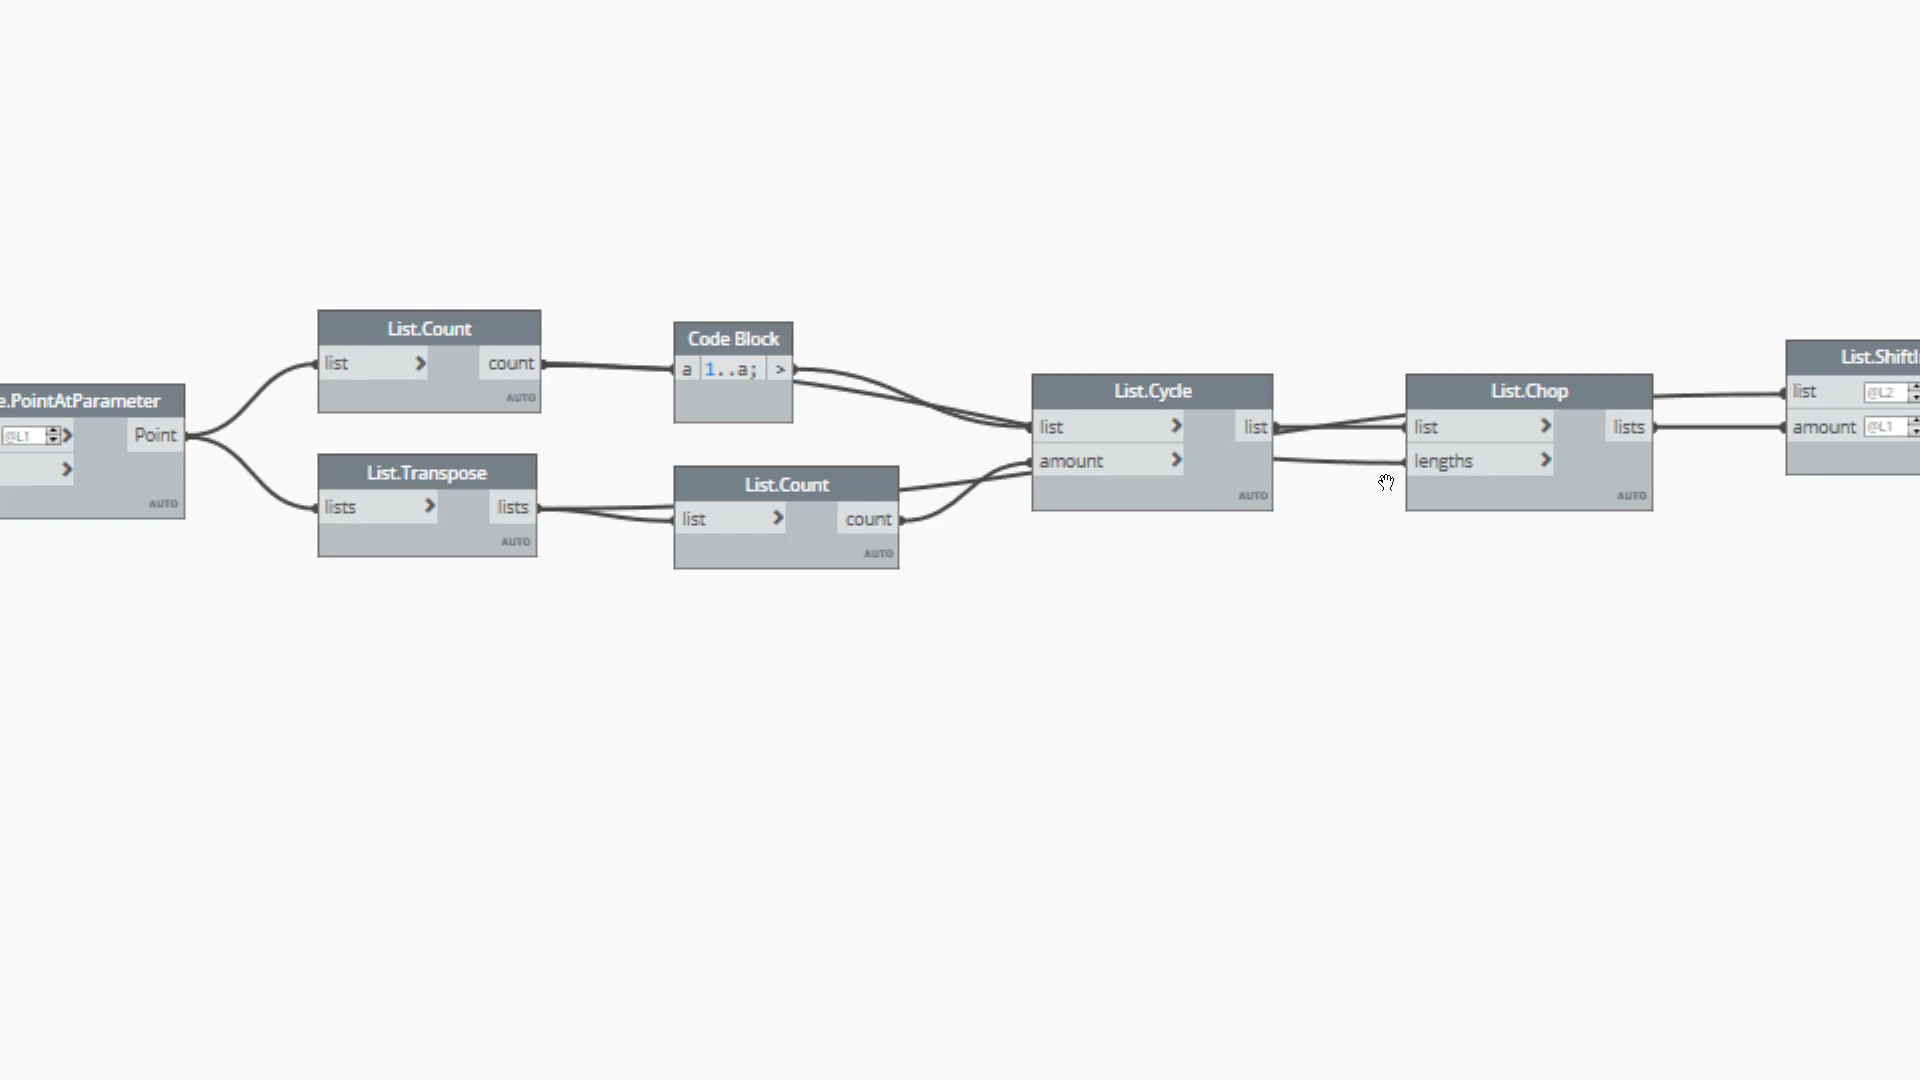 e.PointAtParameter
@L1
Point
AUTO
List.Count
list
count
AUTO
List.Transpose
lists
lists
AUTO
Code Block
a 1..a; >
List.Count
list
count
AUTO
List.Cycle
list
list
amount
AUTO
List.Chop
list
lists
lengths
AUTO
List.ShiftI
list @L2
amount @L1